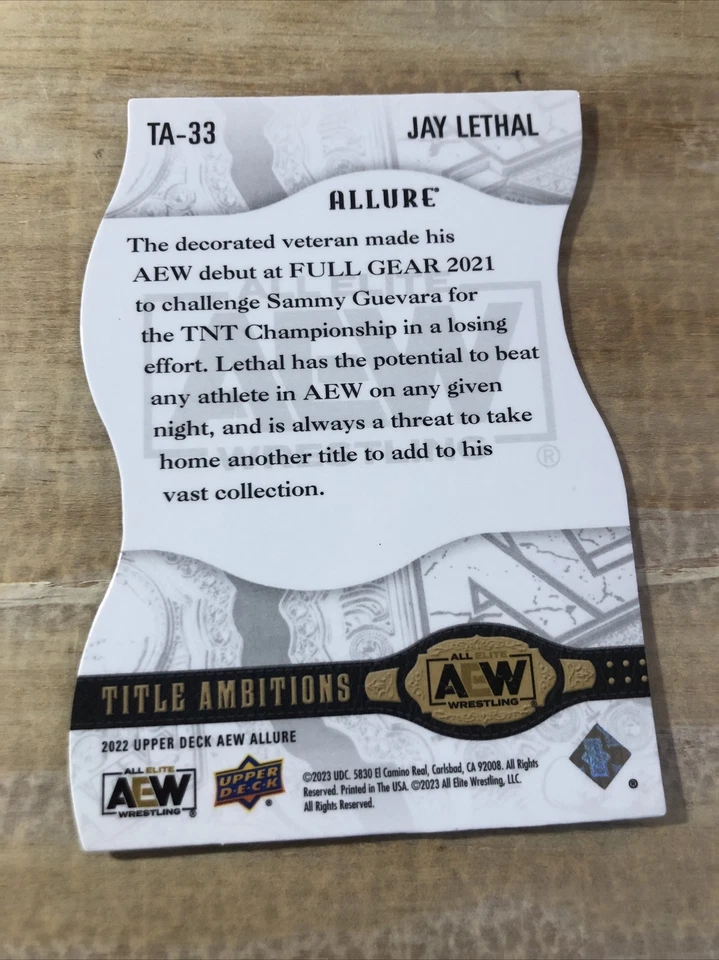 TA-33
JAY LETHAL
ALLURE®
The decorated veteran made his
AEW debut at FULL GEAR 2021
to challenge Sammy Guevara for
the TNT Championship in a losing
effort. Lethal has the potential to beat
any athlete in AEW on any given
night, and is always a threat to take
home another title to add to his
vast collection.
ALL ELITE
AEW
WRESTLING
®
TITLE AMBITIONS
ALL ELITE
AEW
WRESTLING
2022 UPPER DECK AEW ALLURE
ALL ELITE
AEW
WRESTLING®
UPPER
D·E·C·K®
©2023 UDC. 5830 El Camino Real, Carlsbad, CA 92008. All Rights
Reserved. Printed in The USA. ©2023 All Elite Wrestling, LLC.
All Rights Reserved.
®